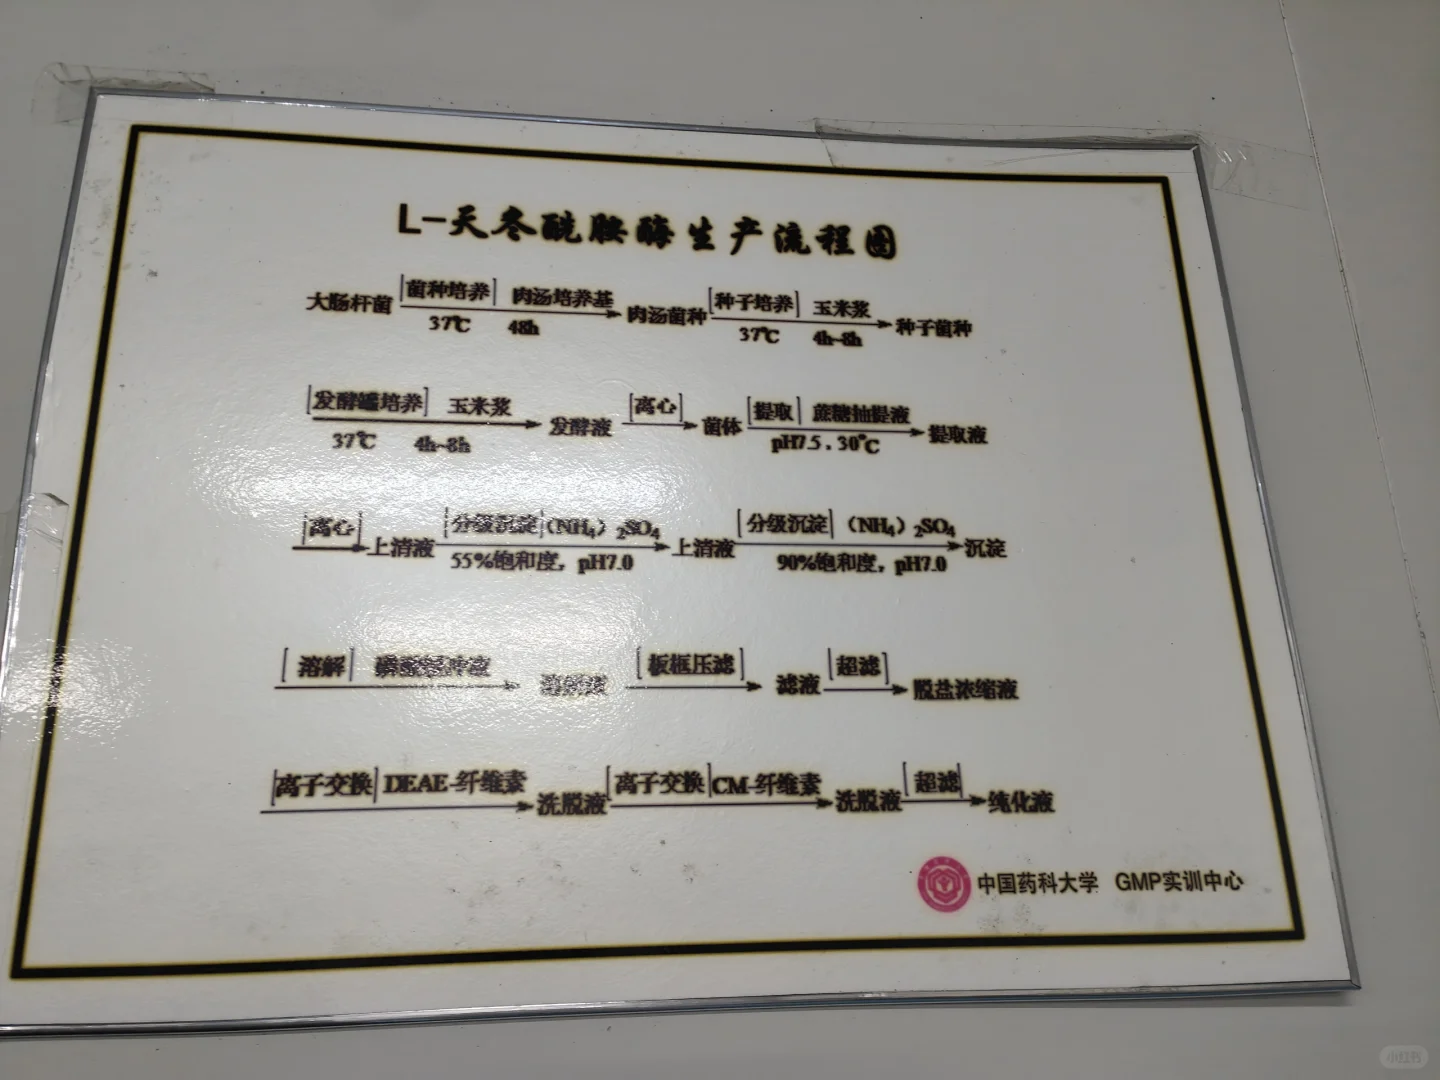 L-天冬酰胺酶生产流程图
大肠杆菌 [菌种培养] 肉汤培养基 37℃ 48h 肉汤菌种 [种子培养] 玉米浆 37℃ 4h~8h 种子菌种
[发酵罐培养] 玉米浆 37℃ 4h~8h 发酵液 [离心] 菌体 [提取] 蔗糖抽提液 pH7.5，30℃ 提取液
[离心] 上清液 [分级沉淀] (NH₄)₂SO₄ 55%饱和度，pH7.0 上清液 [分级沉淀] (NH₄)₂SO₄ 90%饱和度，pH7.0 沉淀
[溶解] 磷酸缓冲液 [板框压滤] 滤液 [超滤] 脱盐浓缩液
[离子交换] DEAE-纤维素 洗脱液 [离子交换] CM-纤维素 洗脱液 [超滤] 纯化液
中国药科大学 GMP实训中心
小红书